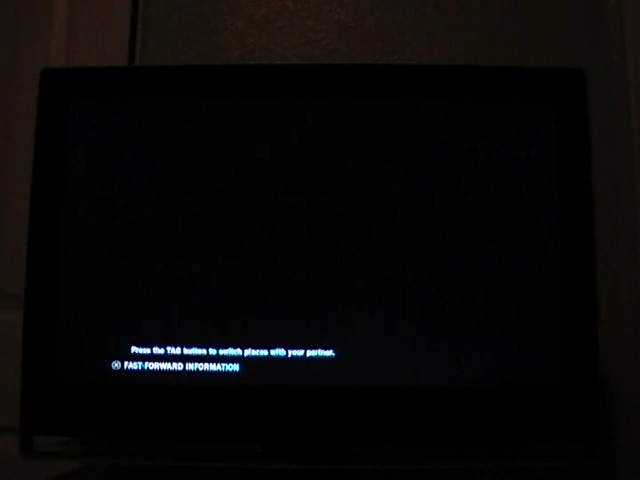 Press the TAG button to switch places with your partner.
ⓧ FAST-FORWARD INFORMATION